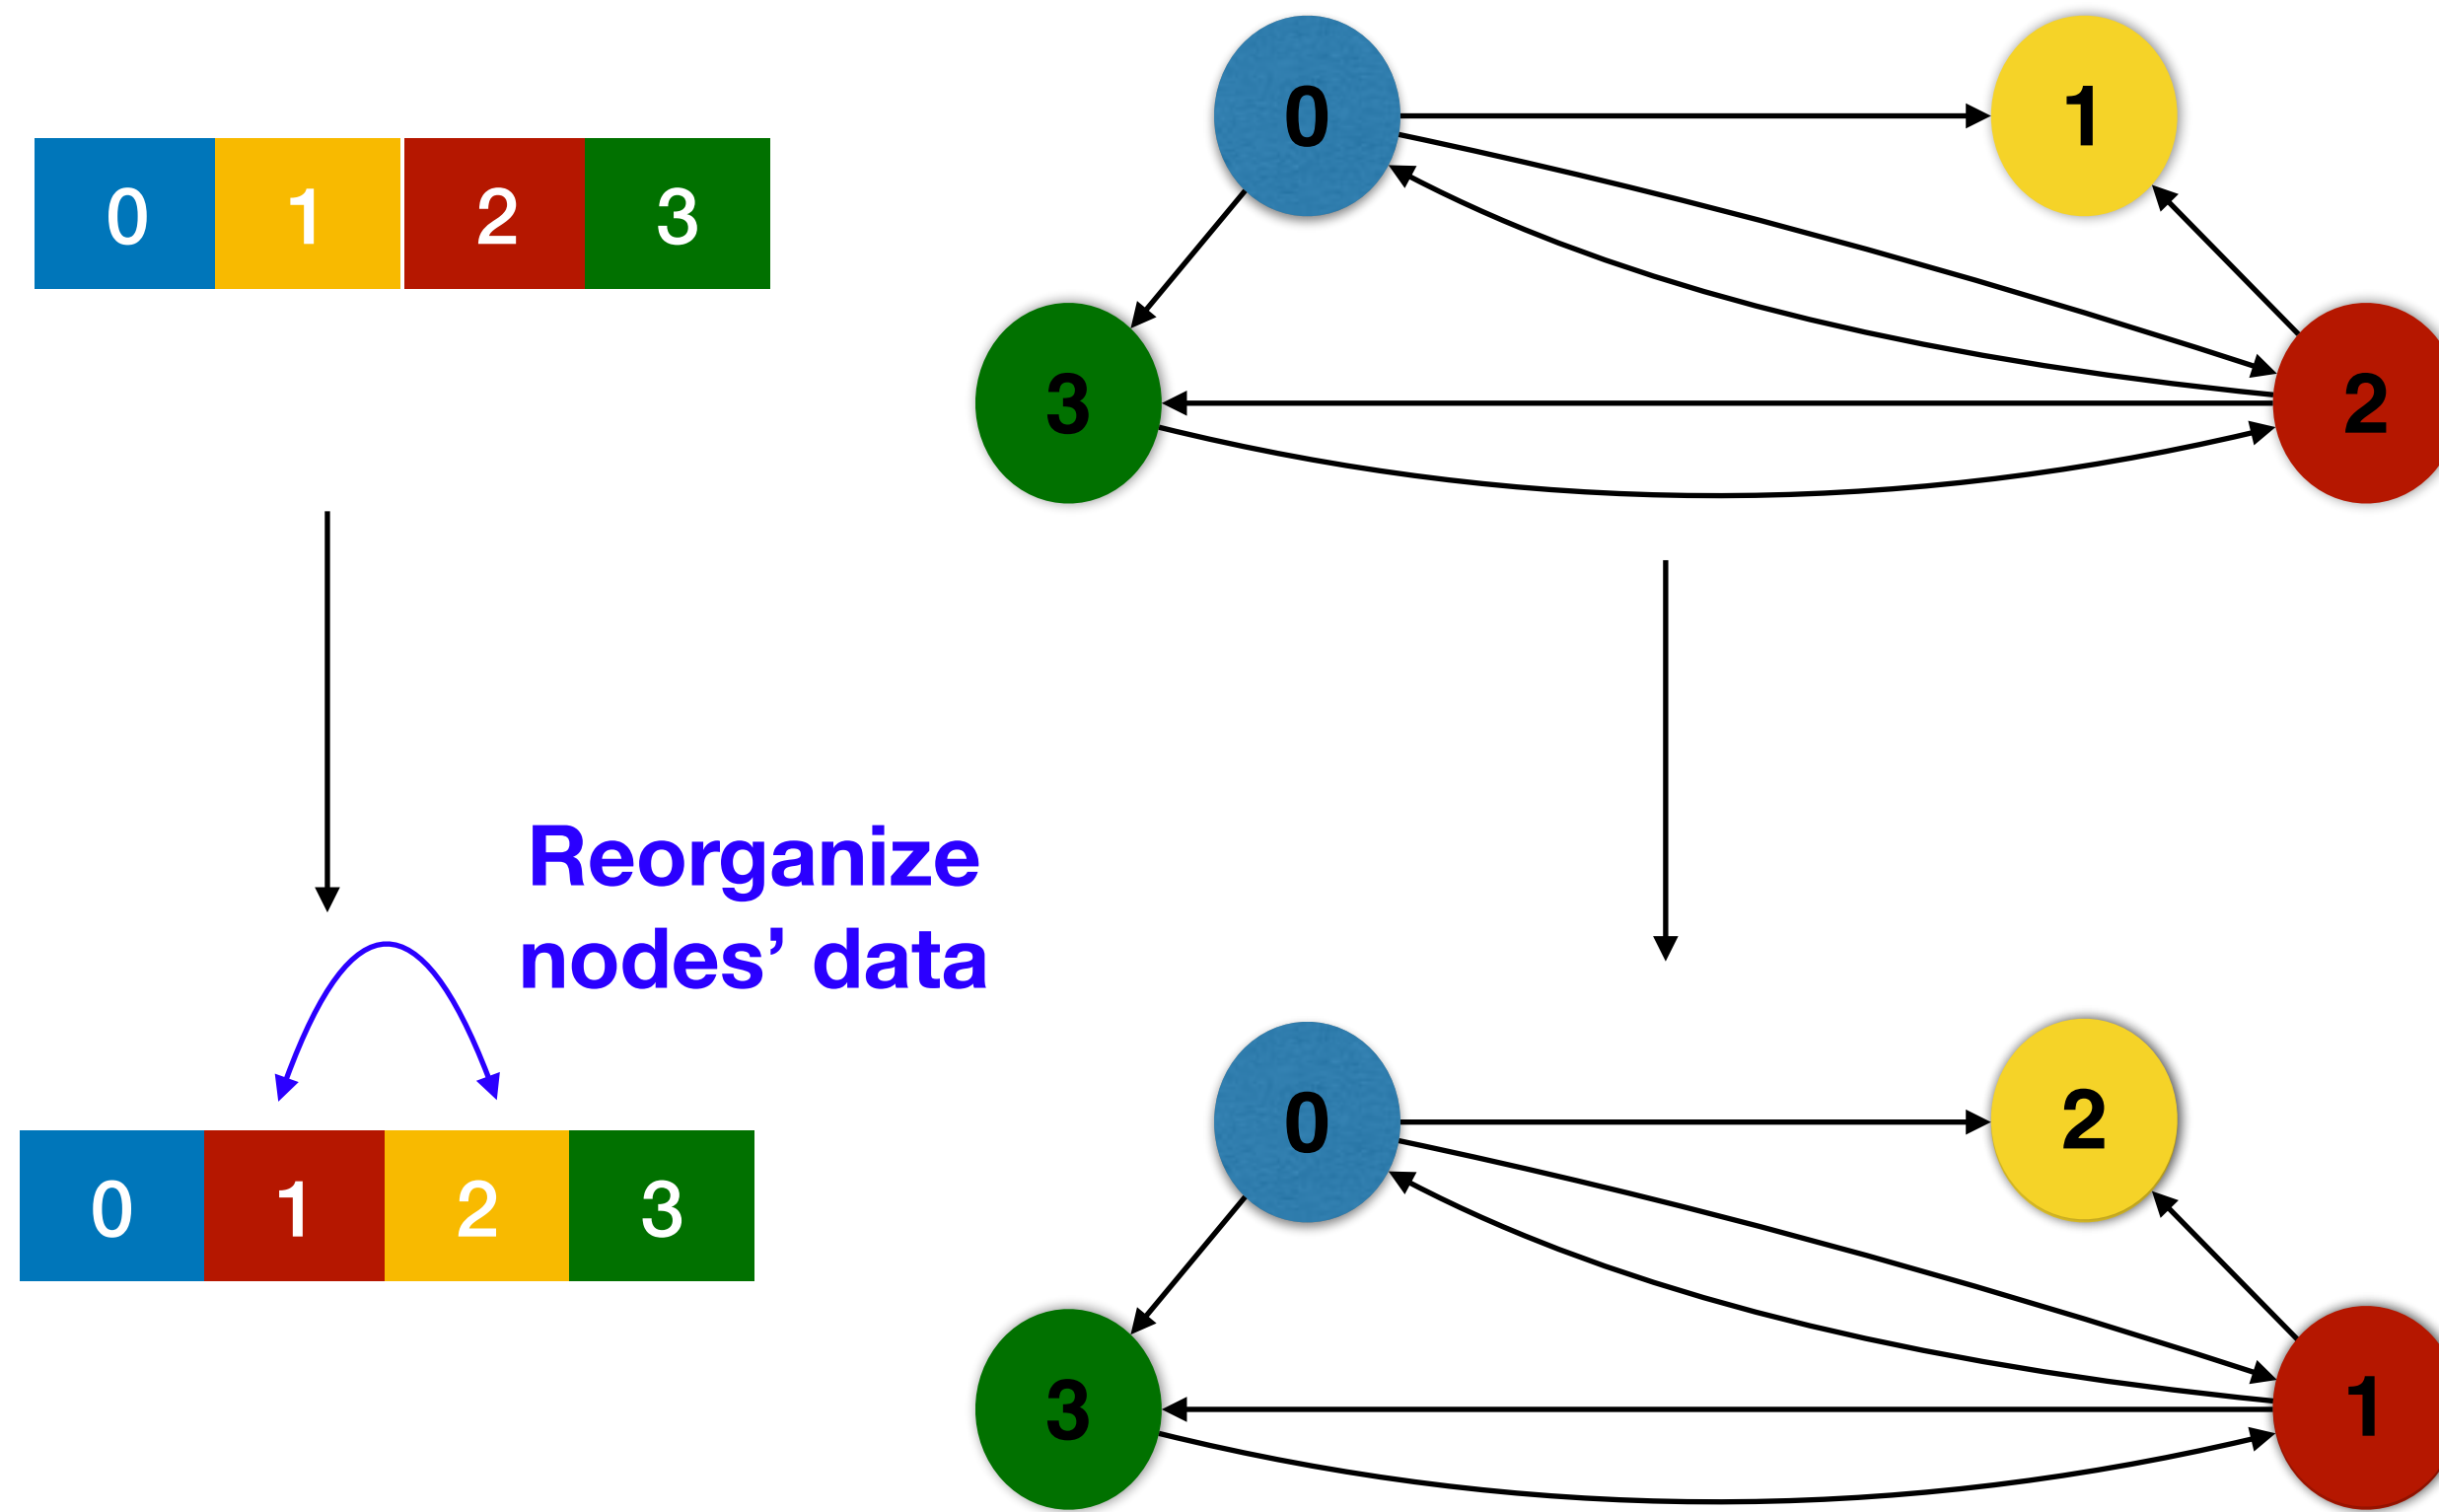 0 1
0 1 2 3
3 2
Reorganize
nodes’ data
0 2
0 1 2 3
3 1